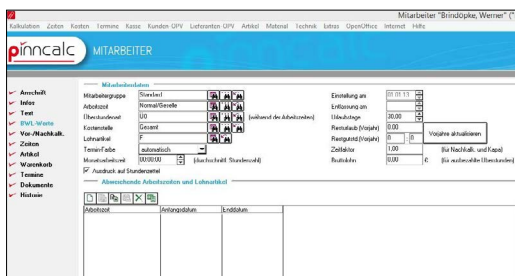 Mitarbeiter "Brindöpke, Werner" ("
Kalkulation Zeiten Kosten Termine Kasse Kunden OPV Lieferanten OPV Artikel Material Technik Extras OpenOffice Internet Hilfe
pinncalc MITARBEITER
Anschrift
Infos
Text
BWL-Werte
Vor-/Nachkalk.
Zeiten
Artikel
Warenkorb
Termine
Dokumente
Historie
Mitarbeiterdaten
Mitarbeitergruppe Standard
Arbeitszeit Normal/Geselle
Überstundenart Ü0 (während der Arbeitszeiten)
Kostenstelle Gesamt
Lohnartikel F
Termin-Farbe automatisch
Monatsarbeitszeit 00:00:00 (durchschnittl. Stundenzahl)
Ausdruck auf Stundenzettel
Einstellung am 01.01.13
Entlassung am
Urlaubstage 30,00
Resturlaub (Vorjahr) 0,00
Restgutstd.(Vorjahr) 0 0
Vorjahre aktualisieren
Zeitfaktor 1,00 (für Nachkalk. und Kapa)
Bruttolohn 0,00 € (für ausbezahlte Überstunden)
Abweichende Arbeitszeiten und Lohnartikel
Arbeitszeit Anfangsdatum Enddatum